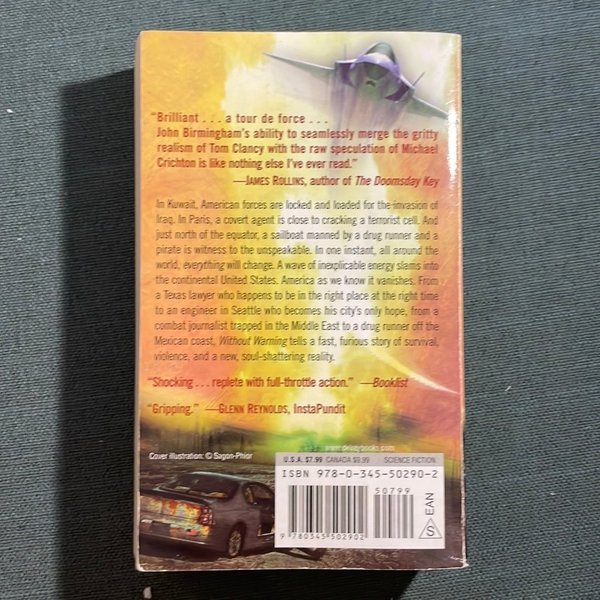 "Brilliant . . . a tour de force . . .
John Birmingham's ability to seamlessly merge the gritty
realism of Tom Clancy with the raw speculation of Michael
Crichton is like nothing else I've ever read."
—JAMES ROLLINS, author of The Doomsday Key
In Kuwait, American forces are locked and loaded for the invasion of
Iraq. In Paris, a covert agent is close to cracking a terrorist cell. And
just north of the equator, a sailboat manned by a drug runner and a
pirate is witness to the unspeakable. In one instant, all around the
world, everything will change. A wave of inexplicable energy slams into
the continental United States. America as we know it vanishes. From
a Texas lawyer who happens to be in the right place at the right time
to an engineer in Seattle who becomes his city's only hope, from a
combat journalist trapped in the Middle East to a drug runner off the
Mexican coast, Without Warning tells a fast, furious story of survival,
violence, and a new, soul-shattering reality.
"Shocking . . . replete with full-throttle action." —Booklist
"Gripping." —GLENN REYNOLDS, InstaPundit
www.delreybooks.com
Cover illustration: © Sagon-Phior
U.S.A. $7.99 CANADA $9.99 SCIENCE FICTION
ISBN 978-0-345-50290-2
50799
9 780345 502902
S
EAN